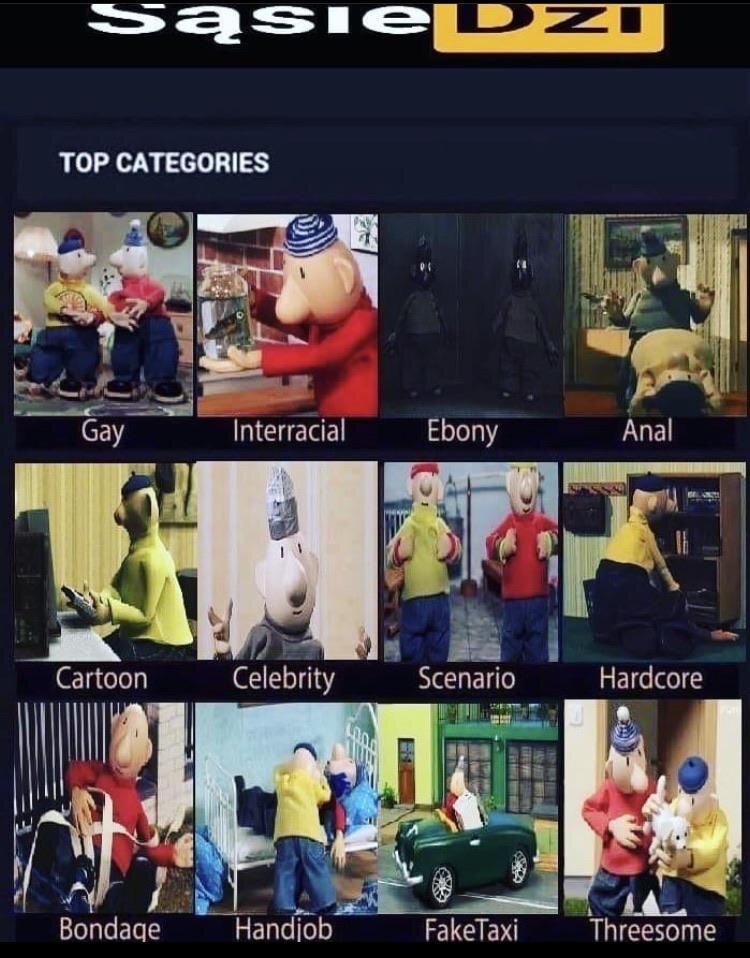 SąsieDzi
TOP CATEGORIES
Gay Interracial Ebony Anal
Cartoon Celebrity Scenario Hardcore
Bondage Handjob FakeTaxi Threesome